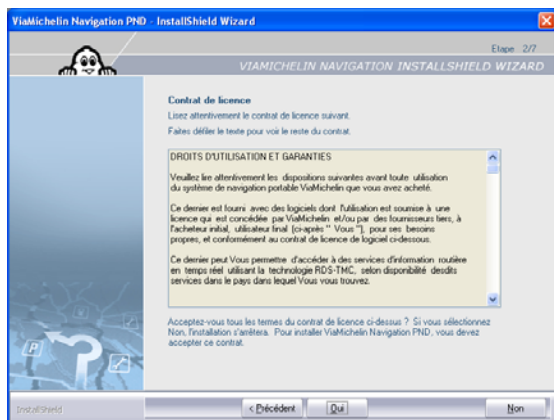 ViaMichelin Navigation PND - InstallShield Wizard
Etape 2/7
VIAMICHELIN NAVIGATION INSTALLSHIELD WIZARD
Contrat de licence
Lisez attentivement le contrat de licence suivant.
Faites défiler le texte pour voir le reste du contrat.
DROITS D'UTILISATION ET GARANTIES
Veuillez lire attentivement les dispositions suivantes avant toute utilisation
du système de navigation portable ViaMichelin que vous avez acheté.
Ce dernier est fourni avec des logiciels dont l'utilisation est soumise à une
licence qui est concédée par ViaMichelin et/ou par des fournisseurs tiers, à
l'acheteur initial, utilisateur final (ci-après " Vous "), pour ses besoins
propres, et conformément au contrat de licence de logiciel ci-dessous.
Ce dernier peut Vous permettre d'accéder à des services d'information routière
en temps réel utilisant la technologie RDS-TMC, selon disponibilité desdits
services dans le pays dans lequel Vous vous trouvez.
Acceptez-vous tous les termes du contrat de licence ci-dessus ? Si vous sélectionnez
Non, l'installation s'arrêtera. Pour installer ViaMichelin Navigation PND, vous devez
accepter ce contrat.
P
InstallShield
< Précédent
Oui
Non